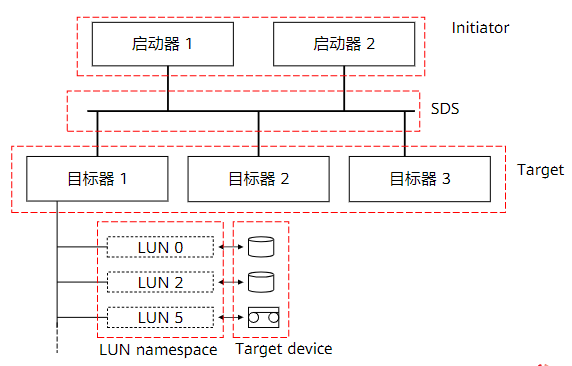 启动器 1
启动器 2
Initiator
SDS
目标器 1
目标器 2
目标器 3
Target
LUN 0
LUN 2
LUN 5
LUN namespace
Target device